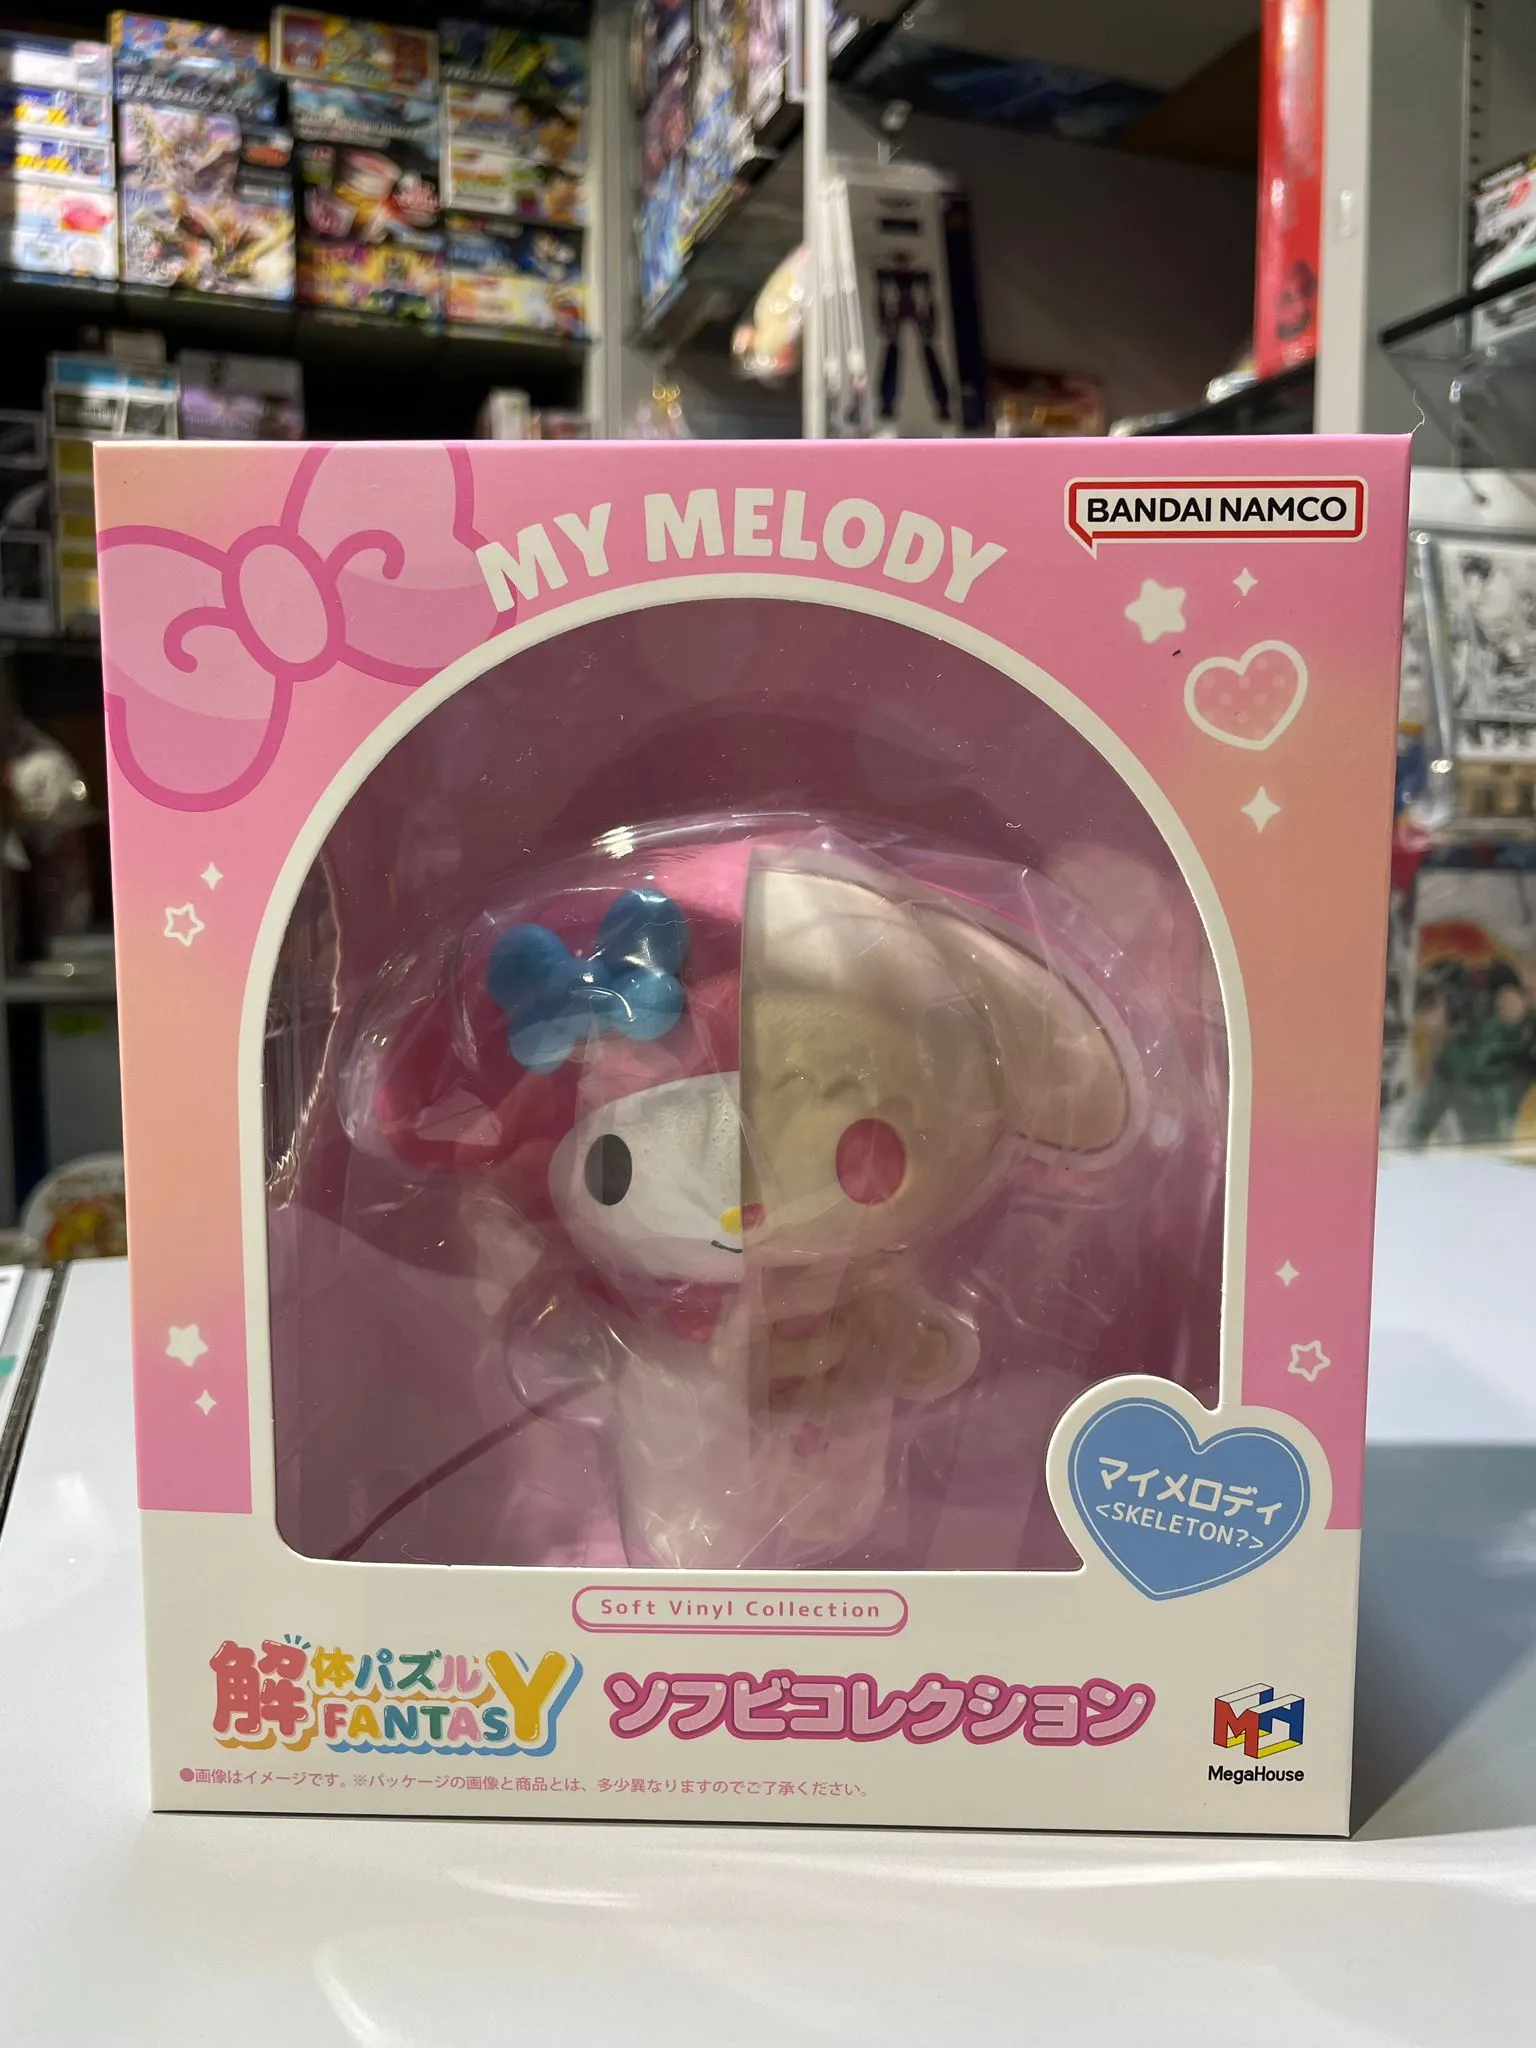 BANDAI NAMCO
MY MELODY
マイメロディ
<SKELETON?>
Soft Vinyl Collection
解体パズル
FANTASY
ソフビコレクション
MegaHouse
●画像はイメージです。※パッケージの画像と商品とは、多少異なりますのでご了承ください。